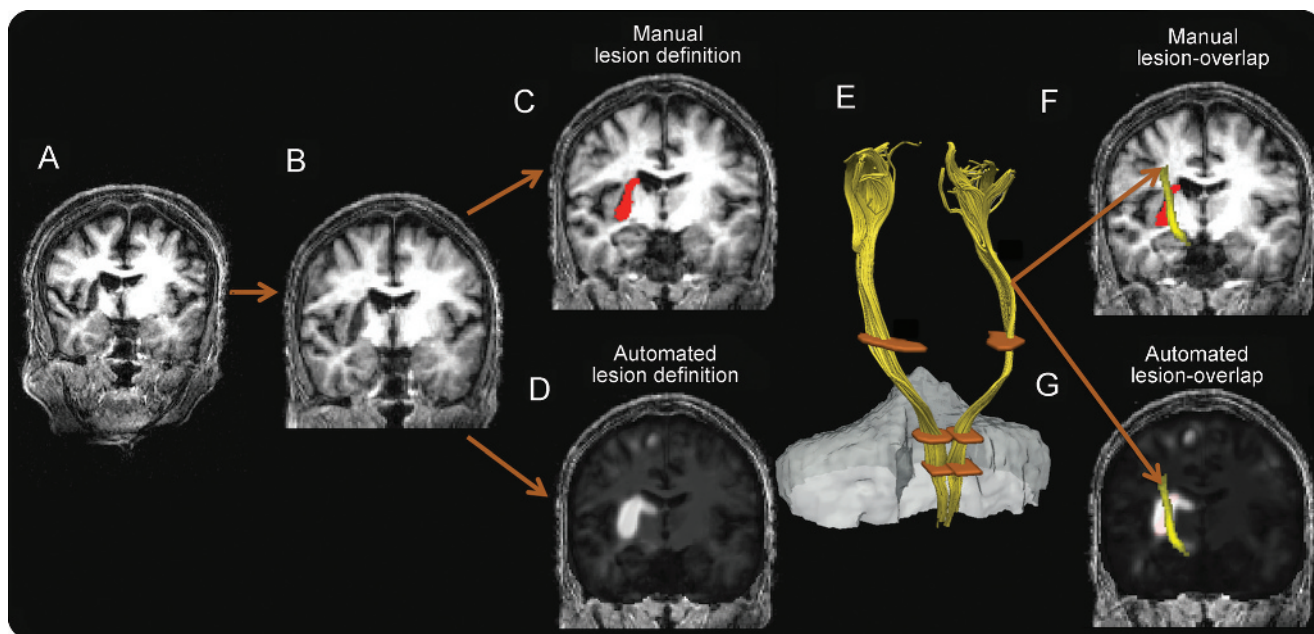 A
B
C
Manual
lesion definition
D
Automated
lesion definition
E
F
Manual
lesion-overlap
G
Automated
lesion-overlap